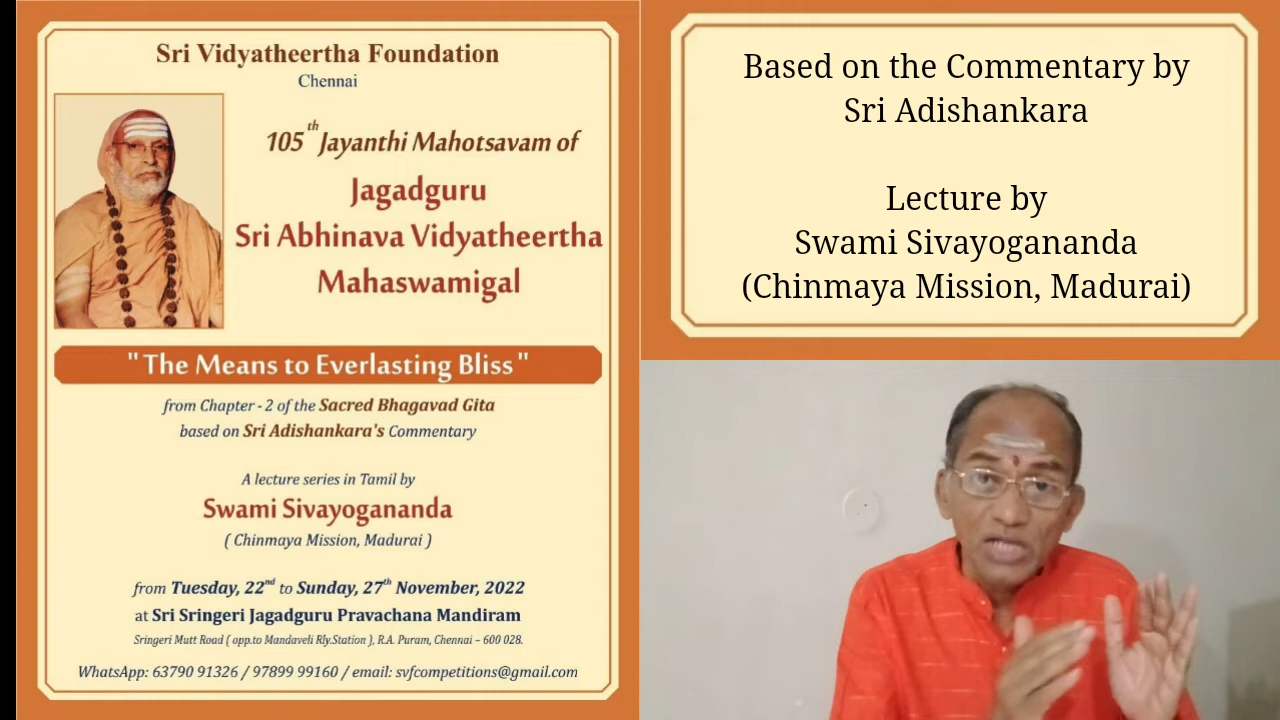 Sri Vidyatheertha Foundation
Chennai
105th Jayanthi Mahotsavam of
Jagadguru
Sri Abhinava Vidyatheertha
Mahaswamigal
"The Means to Everlasting Bliss"
from Chapter - 2 of the Sacred Bhagavad Gita
based on Sri Adishankara's Commentary
A lecture series in Tamil by
Swami Sivayogananda
( Chinmaya Mission, Madurai )
from Tuesday, 22nd to Sunday, 27th November, 2022
at Sri Sringeri Jagadguru Pravachana Mandiram
Sringeri Mutt Road ( opp.to Mandaveli Rly.Station ), R.A. Puram, Chennai – 600 028.
WhatsApp: 63790 91326 / 97899 99160 / email: svfcompetitions@gmail.com
Based on the Commentary by
Sri Adishankara
Lecture by
Swami Sivayogananda
(Chinmaya Mission, Madurai)